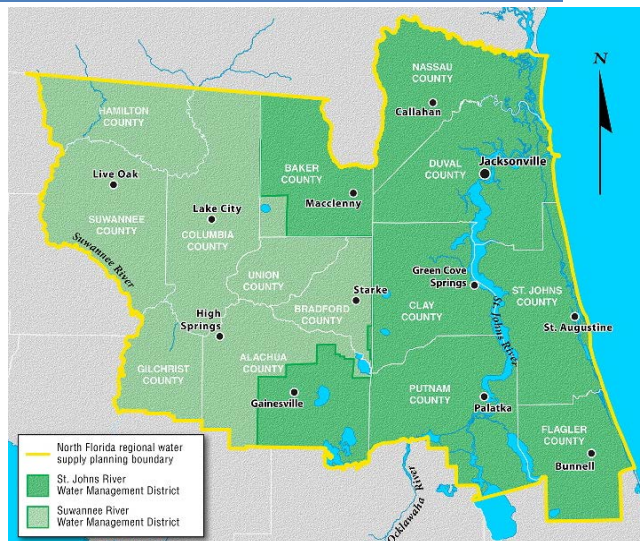 N
NASSAU
COUNTY
Callahan
HAMILTON
COUNTY
DUVAL
COUNTY
Jacksonville
BAKER
COUNTY
Live Oak
Macclenny
Lake City
SUWANNEE
COUNTY
COLUMBIA
COUNTY
Suwannee River
UNION
COUNTY
Green Cove
Springs
ST. JOHNS
COUNTY
Starke
BRADFORD
COUNTY
CLAY
COUNTY
St. Johns River
High
Springs
St. Augustine
ALACHUA
COUNTY
GILCHRIST
COUNTY
PUTNAM
COUNTY
Gainesville
Palatka
FLAGLER
COUNTY
Bunnell
Ocklawaha
River
North Florida regional water
supply planning boundary
St. Johns River
Water Management District
Suwannee River
Water Management District